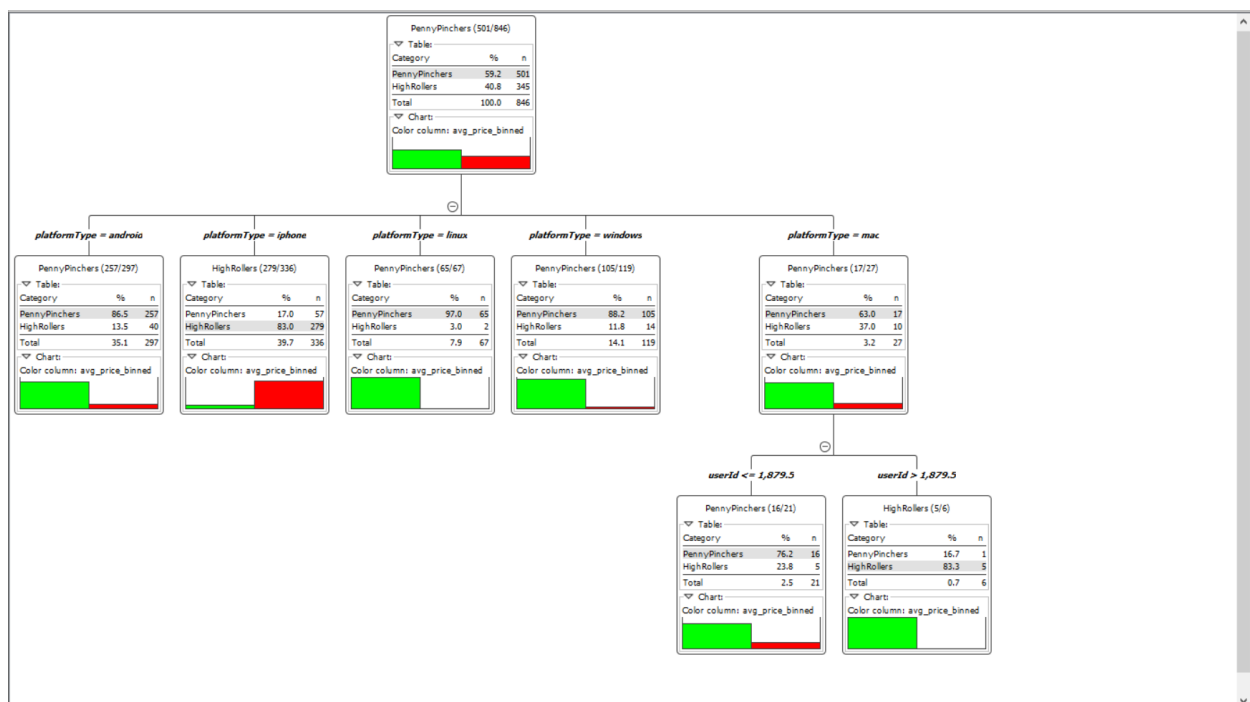 PennyPinchers (501/846)
Table:
Category % n
PennyPinchers 59.2 501
HighRollers 40.8 345
Total 100.0 846
Chart:
Color column: avg_price_binned
platformType = android
platformType = iphone
platformType = linux
platformType = windows
platformType = mac
PennyPinchers (257/297)
Table:
Category % n
PennyPinchers 86.5 257
HighRollers 13.5 40
Total 35.1 297
Chart:
Color column: avg_price_binned
HighRollers (279/336)
Table:
Category % n
PennyPinchers 17.0 57
HighRollers 83.0 279
Total 39.7 336
Chart:
Color column: avg_price_binned
PennyPinchers (65/67)
Table:
Category % n
PennyPinchers 97.0 65
HighRollers 3.0 2
Total 7.9 67
Chart:
Color column: avg_price_binned
PennyPinchers (105/119)
Table:
Category % n
PennyPinchers 88.2 105
HighRollers 11.8 14
Total 14.1 119
Chart:
Color column: avg_price_binned
PennyPinchers (17/27)
Table:
Category % n
PennyPinchers 63.0 17
HighRollers 37.0 10
Total 3.2 27
Chart:
Color column: avg_price_binned
userId <= 1,879.5
userId > 1,879.5
PennyPinchers (16/21)
Table:
Category % n
PennyPinchers 76.2 16
HighRollers 23.8 5
Total 2.5 21
Chart:
Color column: avg_price_binned
HighRollers (5/6)
Table:
Category % n
PennyPinchers 16.7 1
HighRollers 83.3 5
Total 0.7 6
Chart:
Color column: avg_price_binned